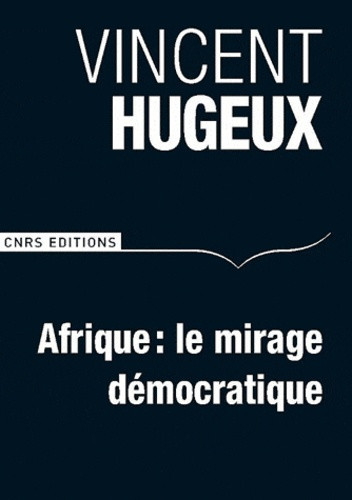 VINCENT
HUGEUX
CNRS EDITIONS
Afrique : le mirage
démocratique